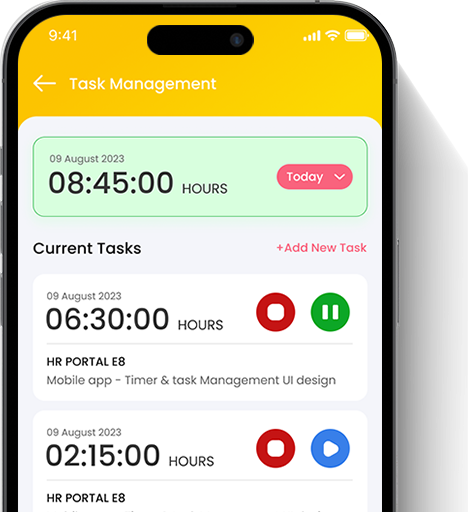 9:41
Task Management
09 August 2023
08:45:00 HOURS
Today
Current Tasks
+Add New Task
09 August 2023
06:30:00 HOURS
HR PORTAL E8
Mobile app - Timer & task Management UI design
09 August 2023
02:15:00 HOURS
HR PORTAL E8